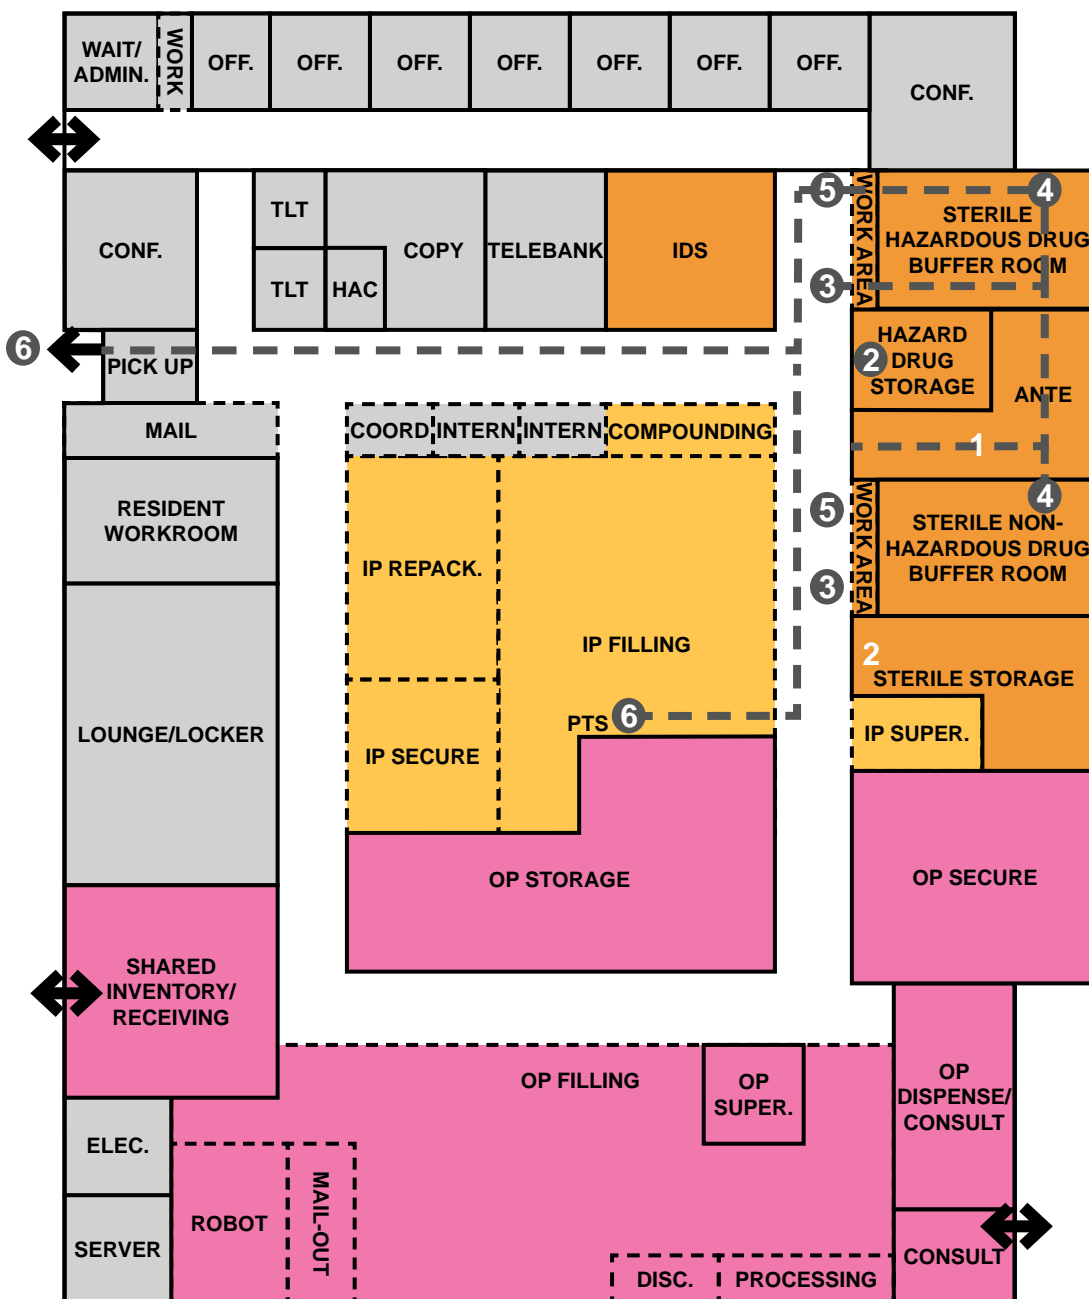 WAIT/
ADMIN.
WORK
OFF.
OFF.
OFF.
OFF.
OFF.
OFF.
OFF.
CONF.
CONF.
TLT
TLT
HAC
COPY
TELEBANK
IDS
5
WORK AREA
4
STERILE
HAZARDOUS DRUG
BUFFER ROOM
3
6
PICK UP
HAZARD
2 DRUG
STORAGE
ANTE
1
MAIL
COORD
INTERN
INTERN
COMPOUNDING
RESIDENT
WORKROOM
IP REPACK.
5
WORK AREA
4
STERILE NON-
HAZARDOUS DRUG
BUFFER ROOM
3
IP FILLING
2
STERILE STORAGE
LOUNGE/LOCKER
PTS 6
IP SECURE
IP SUPER.
OP STORAGE
OP SECURE
SHARED
INVENTORY/
RECEIVING
OP FILLING
OP
SUPER.
OP
DISPENSE/
CONSULT
ELEC.
ROBOT
MAIL-OUT
SERVER
CONSULT
DISC.
PROCESSING